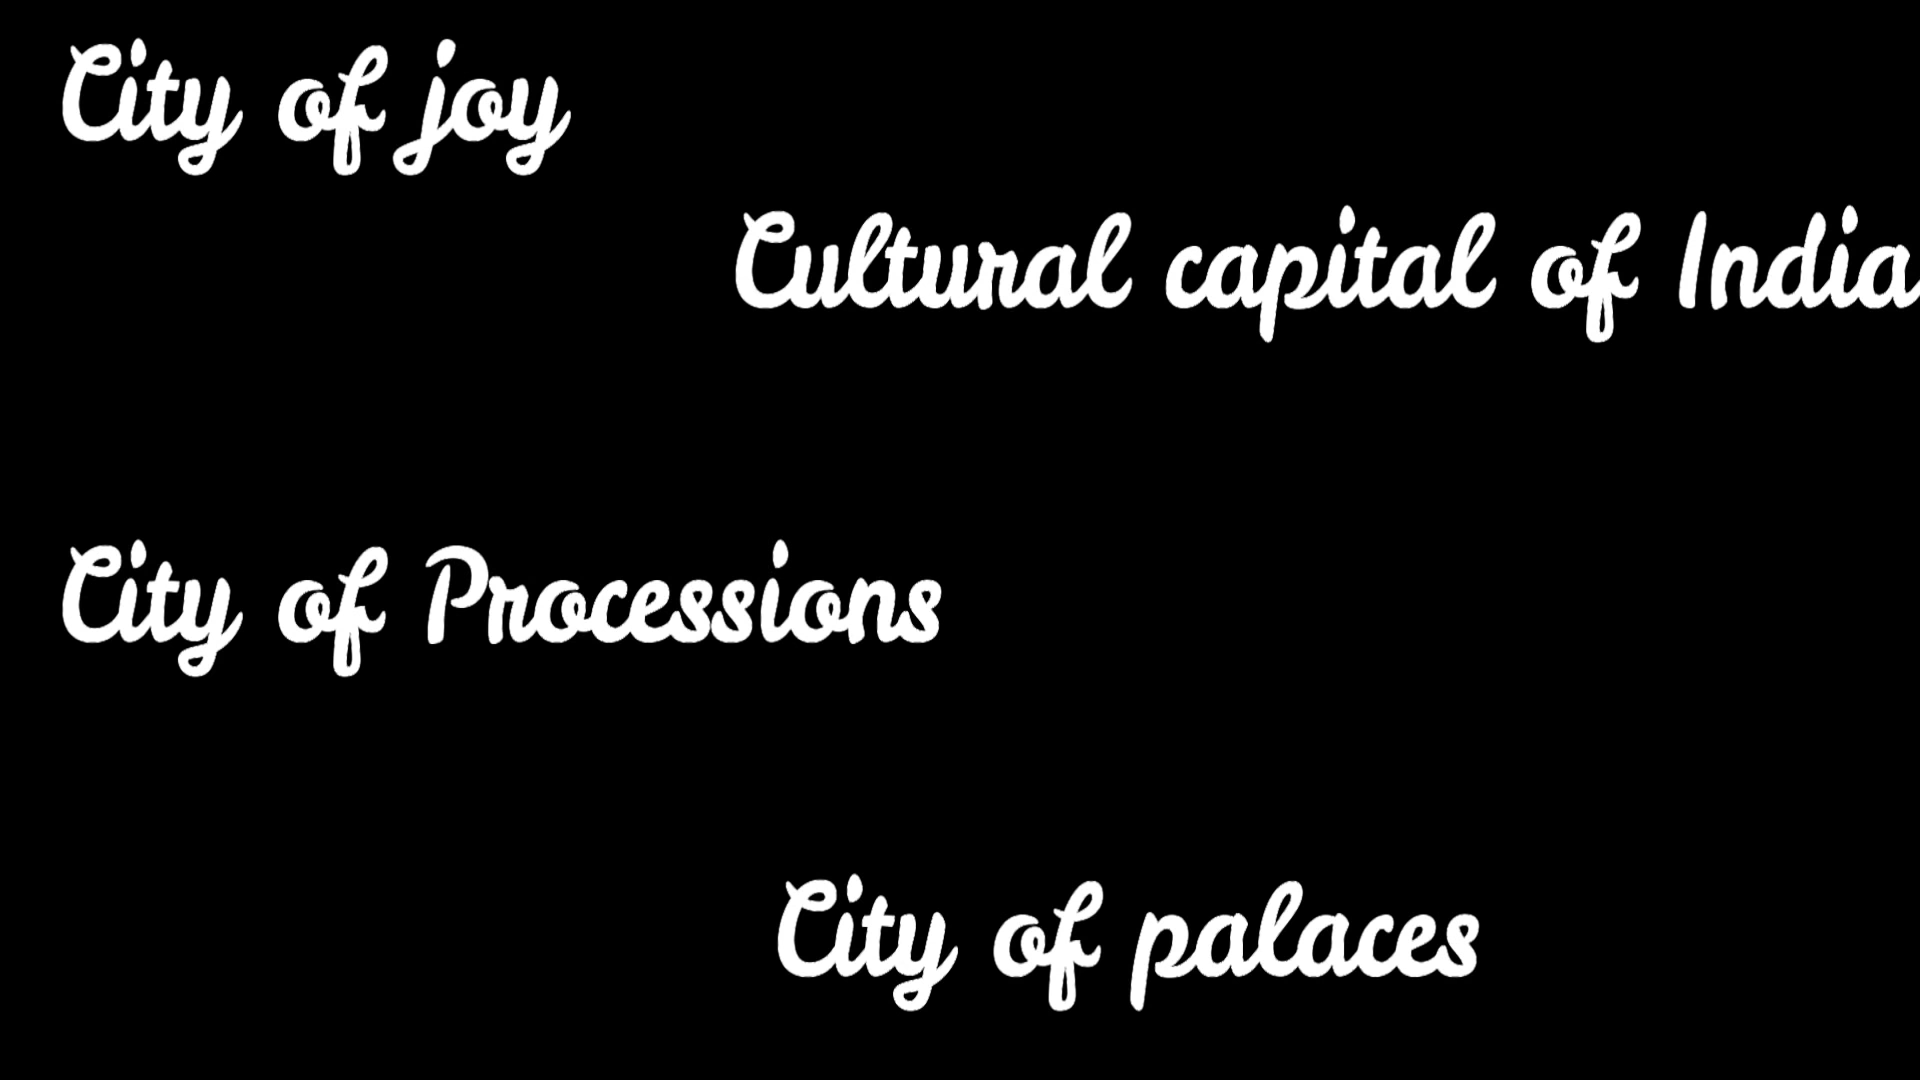 City of joy
Cultural capital of India
City of Processions
City of palaces